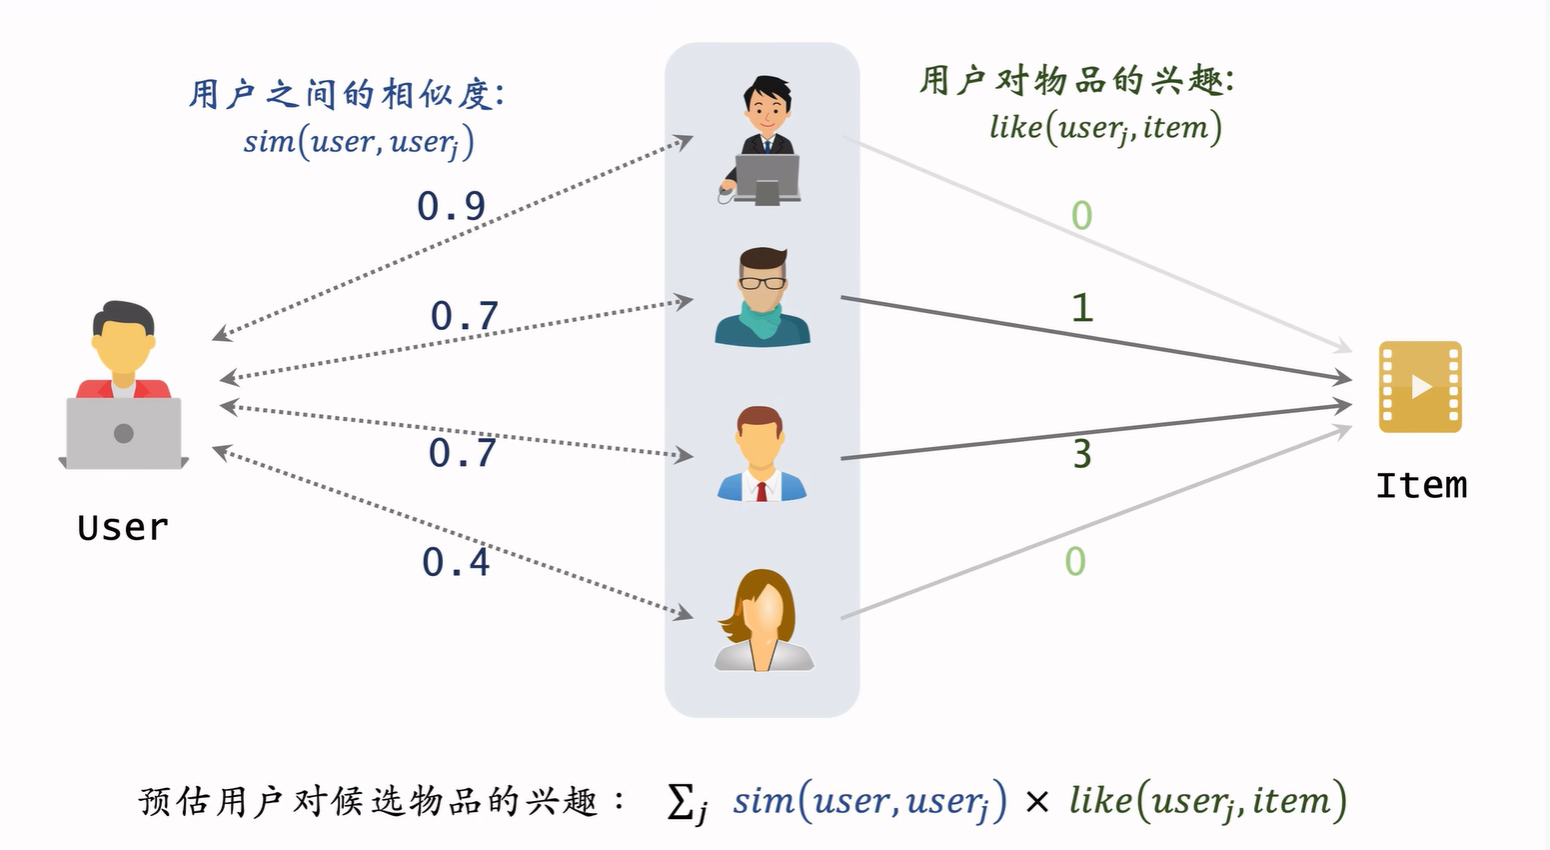 用户之间的相似度:
sim(user, user_j)
用户对物品的兴趣:
like(user_j, item)
0.9
0
0.7
1
0.7
3
0.4
0
User
Item
预估用户对候选物品的兴趣： ∑_j sim(user, user_j) × like(user_j, item)